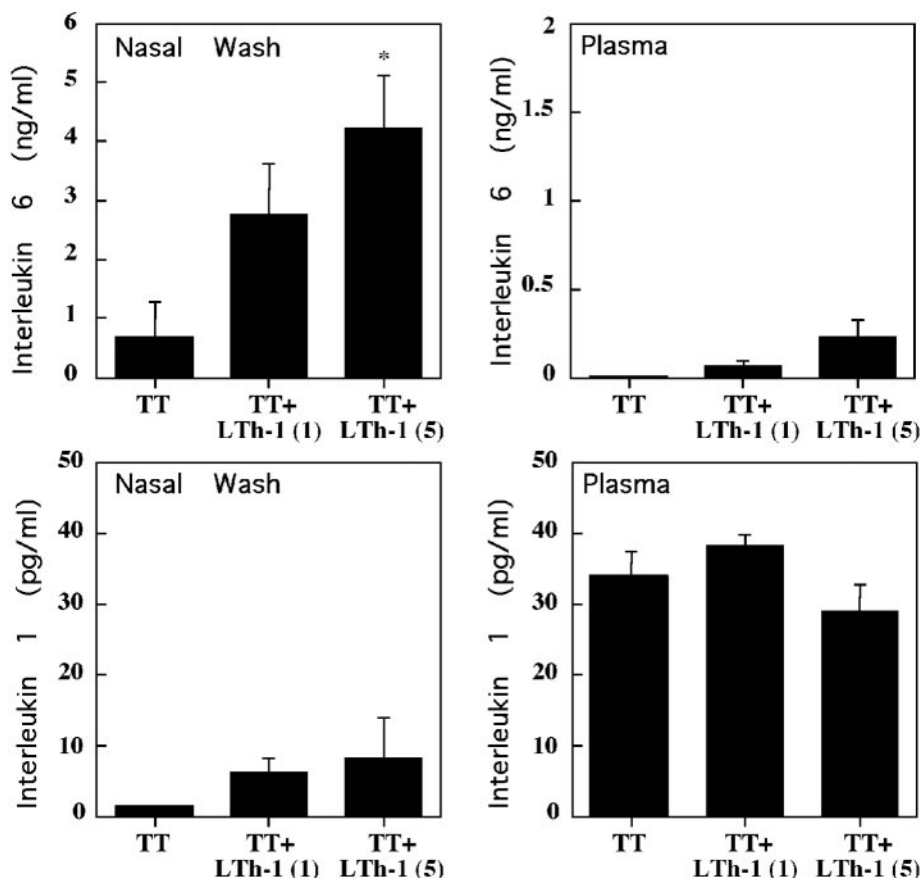 Nasal Wash
*
Interleukin 6 (ng/ml)
6
5
4
3
2
1
0
TT
TT+
LTh-1 (1)
TT+
LTh-1 (5)
Plasma
Interleukin 6 (ng/ml)
2
1.5
1
0.5
0
TT
TT+
LTh-1 (1)
TT+
LTh-1 (5)
Nasal Wash
Interleukin 1 (pg/ml)
50
40
30
20
10
0
TT
TT+
LTh-1 (1)
TT+
LTh-1 (5)
Plasma
Interleukin 1 (pg/ml)
50
40
30
20
10
0
TT
TT+
LTh-1 (1)
TT+
LTh-1 (5)